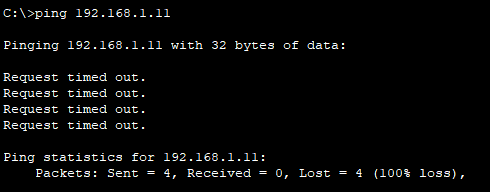 C:\>ping 192.168.1.11
Pinging 192.168.1.11 with 32 bytes of data:
Request timed out.
Request timed out.
Request timed out.
Request timed out.
Ping statistics for 192.168.1.11:
    Packets: Sent = 4, Received = 0, Lost = 4 (100% loss),